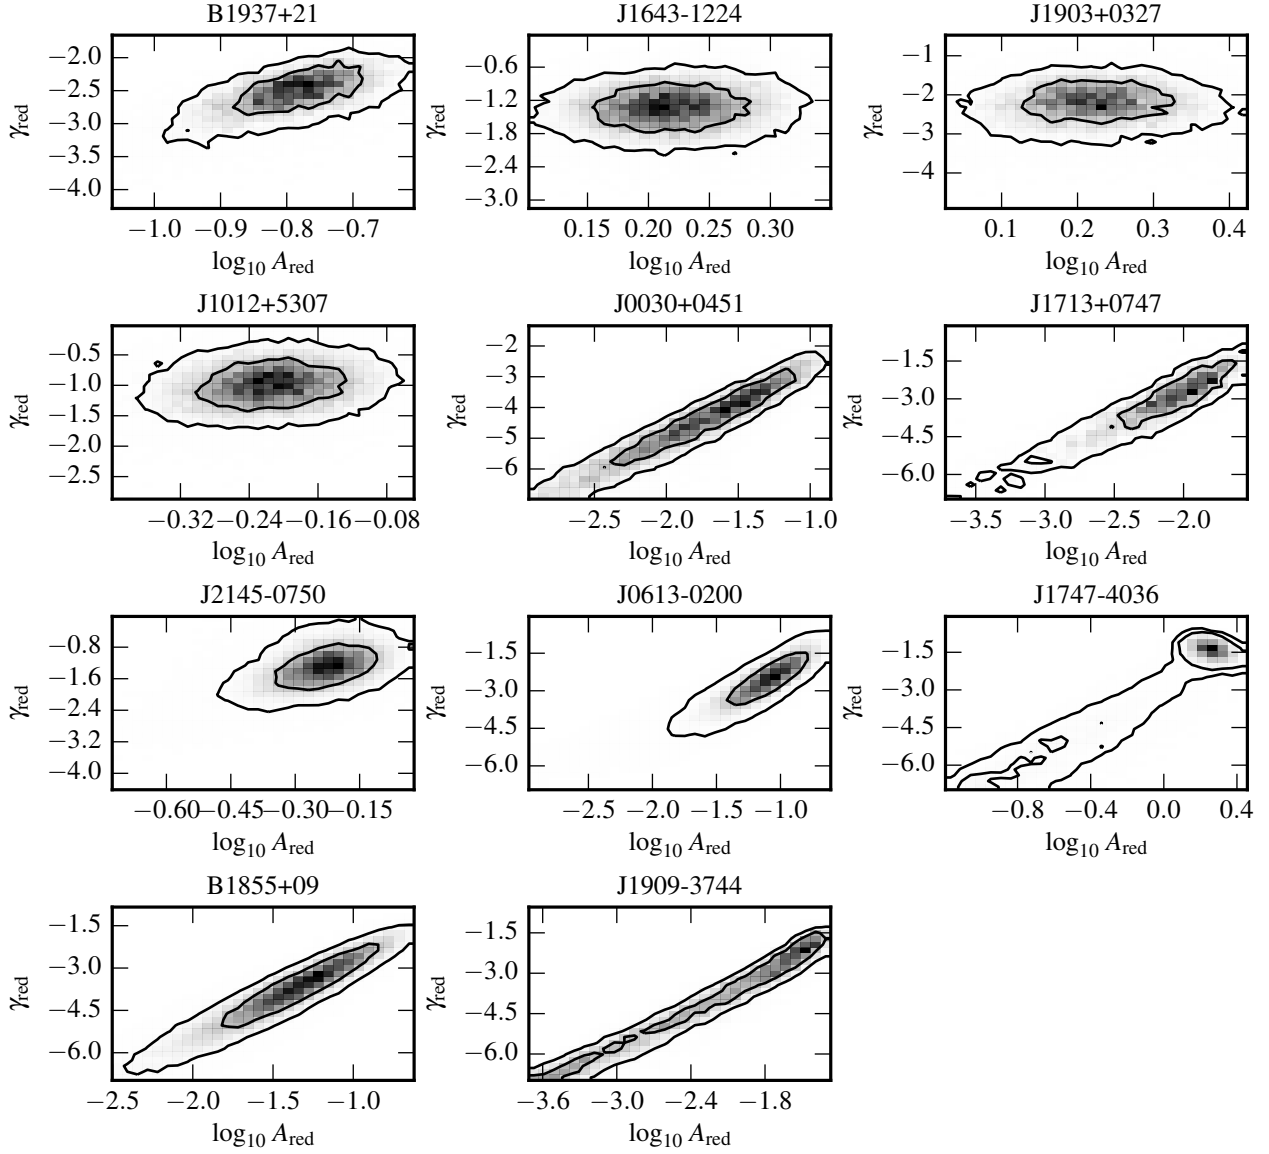 B1937+21
J1643-1224
J1903+0327
−2.0
−2.5
−3.0
−3.5
−4.0
γred
−1.0 −0.9 −0.8 −0.7
log10 Ared
−0.6
−1.2
−1.8
−2.4
−3.0
γred
0.15 0.20 0.25 0.30
log10 Ared
−1
−2
−3
−4
γred
0.1 0.2 0.3 0.4
log10 Ared
J1012+5307
J0030+0451
J1713+0747
−0.5
−1.0
−1.5
−2.0
−2.5
γred
−0.32 −0.24 −0.16 −0.08
log10 Ared
−2
−3
−4
−5
−6
γred
−2.5 −2.0 −1.5 −1.0
log10 Ared
−1.5
−3.0
−4.5
−6.0
γred
−3.5 −3.0 −2.5 −2.0
log10 Ared
J2145-0750
J0613-0200
J1747-4036
−0.8
−1.6
−2.4
−3.2
−4.0
γred
−0.60 −0.45 −0.30 −0.15
log10 Ared
−1.5
−3.0
−4.5
−6.0
γred
−2.5 −2.0 −1.5 −1.0
log10 Ared
−1.5
−3.0
−4.5
−6.0
γred
−0.8 −0.4 0.0 0.4
log10 Ared
B1855+09
J1909-3744
−1.5
−3.0
−4.5
−6.0
γred
−2.5 −2.0 −1.5 −1.0
log10 Ared
−1.5
−3.0
−4.5
−6.0
γred
−3.6 −3.0 −2.4 −1.8
log10 Ared